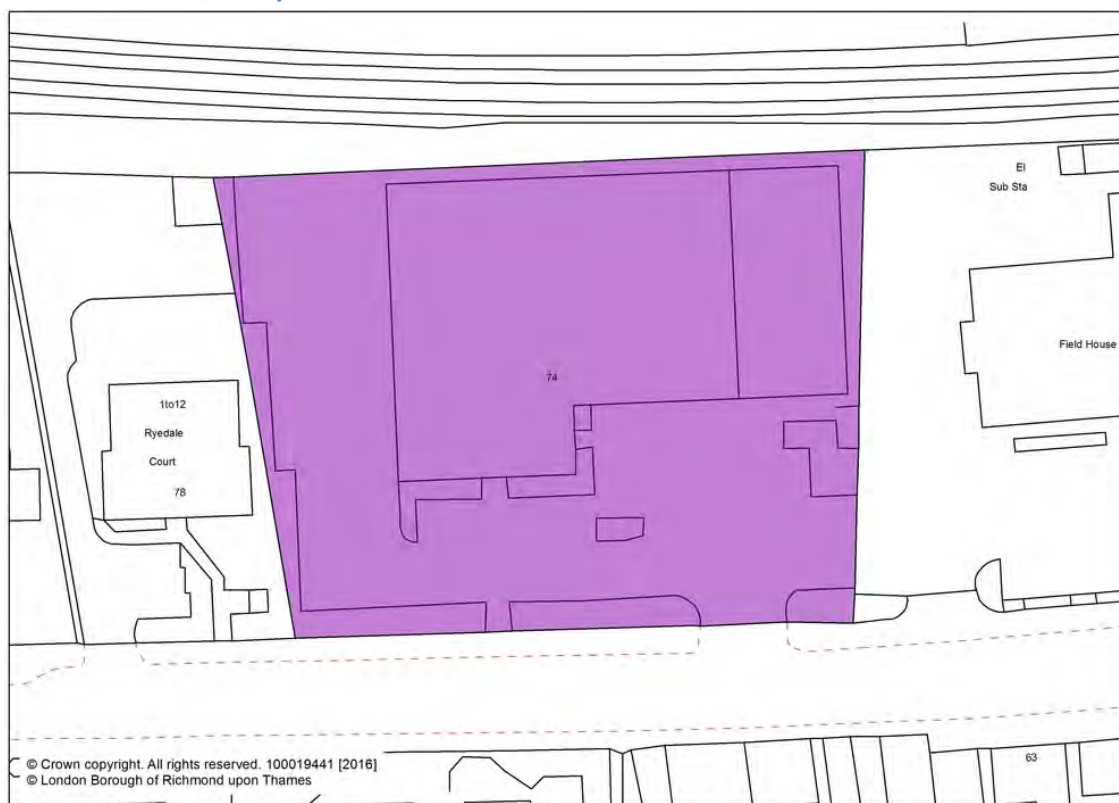 El
Sub Sta
Field House
74
1to12
Ryedale
Court
78
63
© Crown copyright. All rights reserved. 100019441 [2016]
© London Borough of Richmond upon Thames